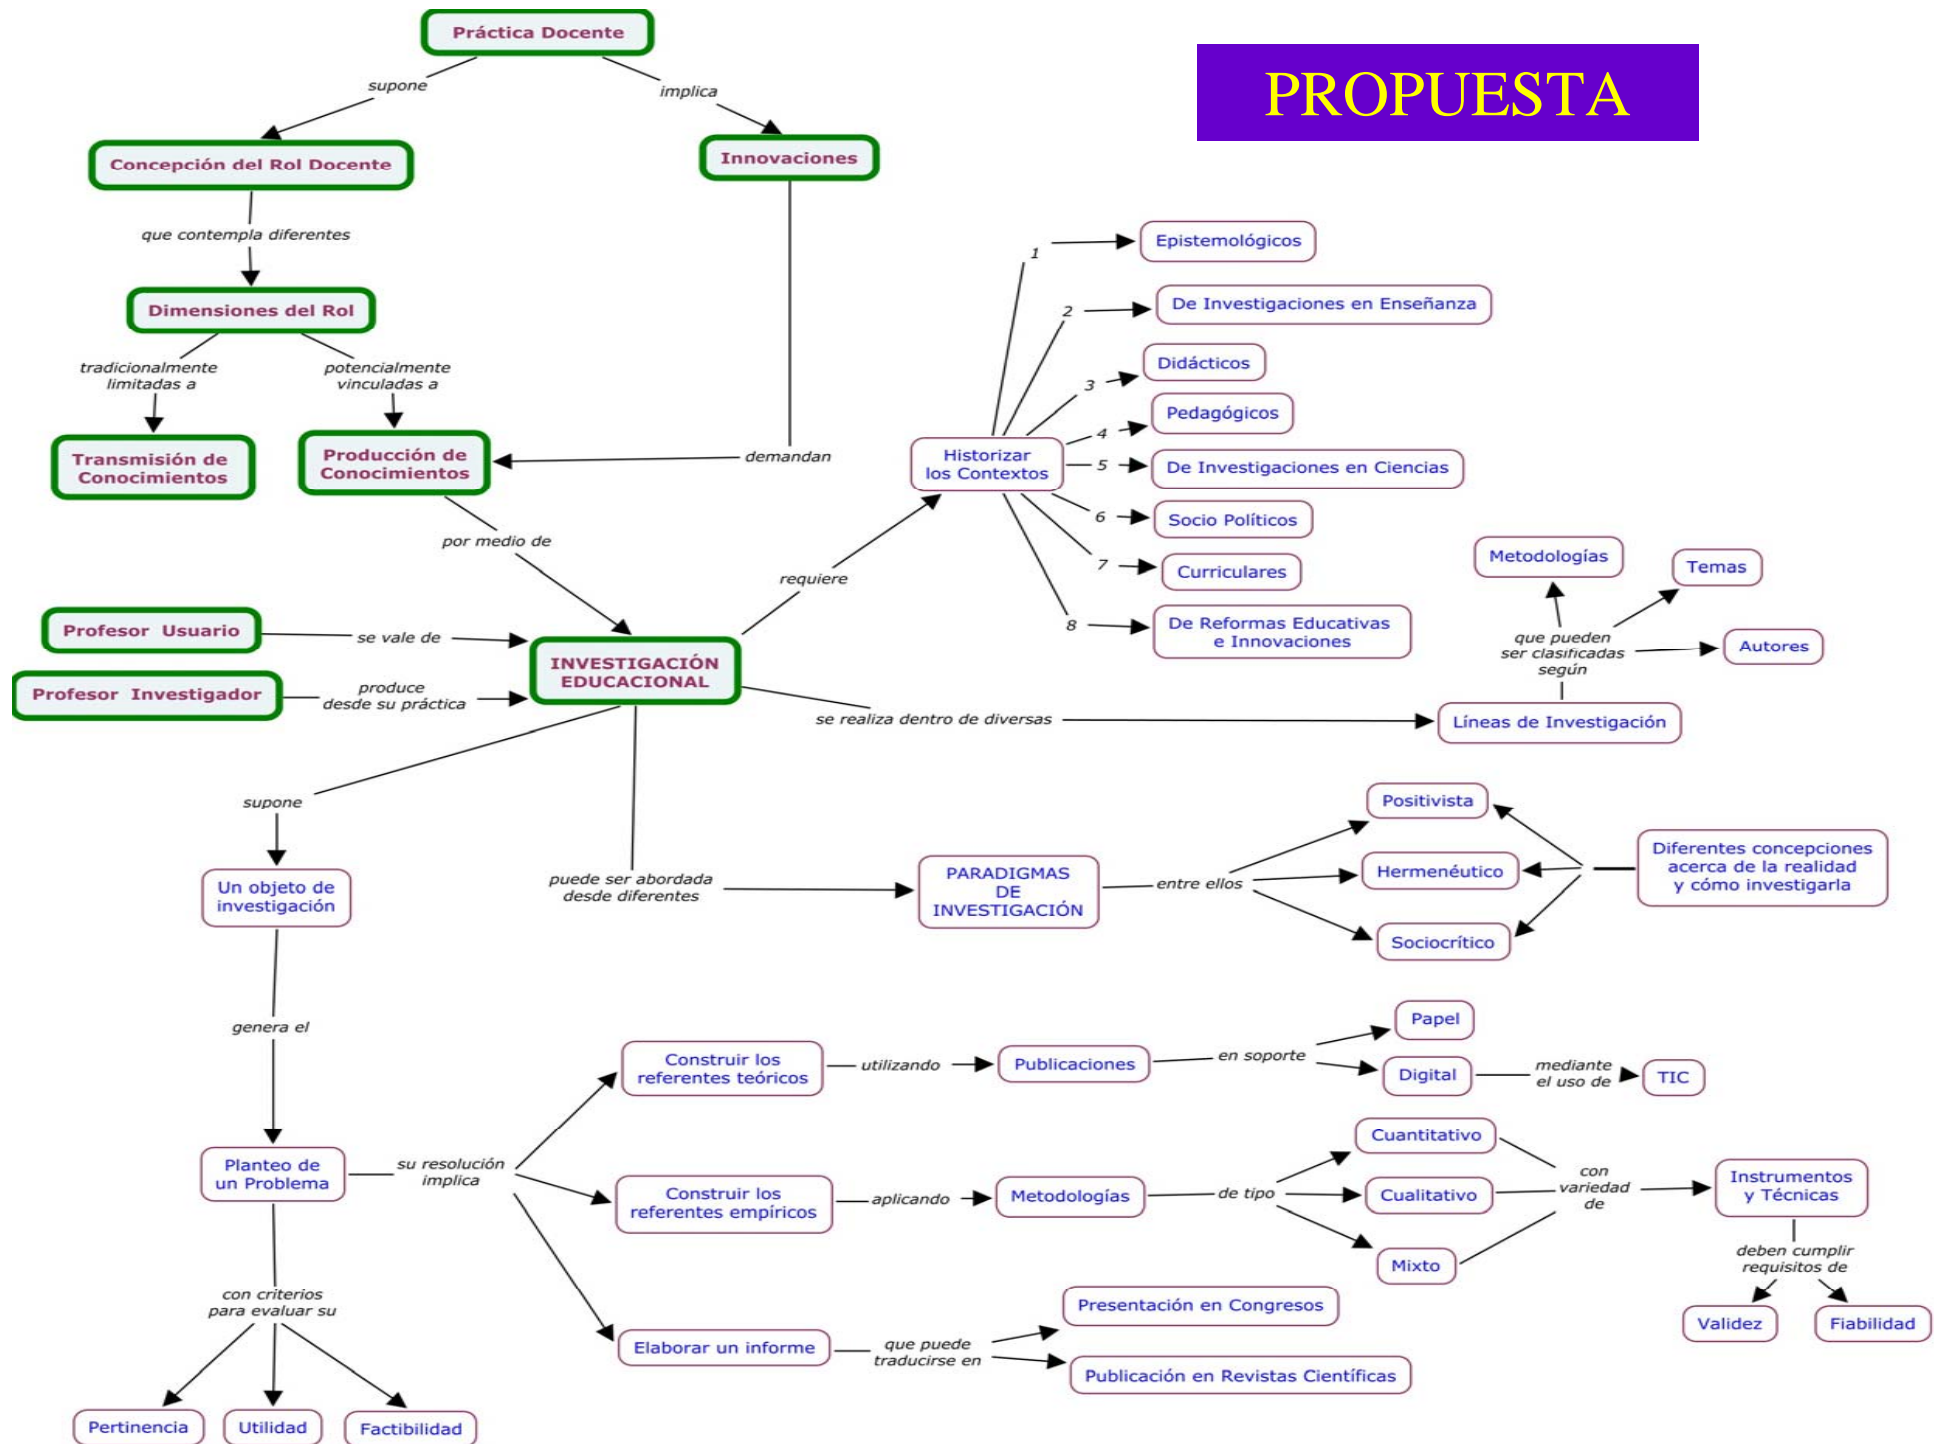 Práctica Docente
PROPUESTA
supone
implica
Concepción del Rol Docente
Innovaciones
que contempla diferentes
Dimensiones del Rol
tradicionalmente
limitadas a
potencialmente
vinculadas a
Transmisión de
Conocimientos
Producción de
Conocimientos
demandan
por medio de
Profesor Usuario
se vale de
Profesor Investigador
produce
desde su práctica
INVESTIGACIÓN
EDUCACIONAL
requiere
Historizar
los Contextos
1
Epistemológicos
2
De Investigaciones en Enseñanza
3
Didácticos
4
Pedagógicos
5
De Investigaciones en Ciencias
6
Socio Políticos
7
Curriculares
8
De Reformas Educativas
e Innovaciones
Metodologías
Temas
Autores
que pueden
ser clasificadas
según
se realiza dentro de diversas
Líneas de Investigación
supone
Un objeto de
investigación
puede ser abordada
desde diferentes
PARADIGMAS
DE
INVESTIGACIÓN
entre ellos
Positivista
Hermenéutico
Sociocrítico
Diferentes concepciones
acerca de la realidad
y cómo investigarla
genera el
Planteo de
un Problema
su resolución
implica
Construir los
referentes teóricos
utilizando
Publicaciones
en soporte
Papel
Digital
mediante
el uso de
TIC
Construir los
referentes empíricos
aplicando
Metodologías
de tipo
Cuantitativo
Cualitativo
Mixto
con
variedad
de
Instrumentos
y Técnicas
deben cumplir
requisitos de
Validez
Fiabilidad
Elaborar un informe
que puede
traducirse en
Presentación en Congresos
Publicación en Revistas Científicas
con criterios
para evaluar su
Pertinencia
Utilidad
Factibilidad